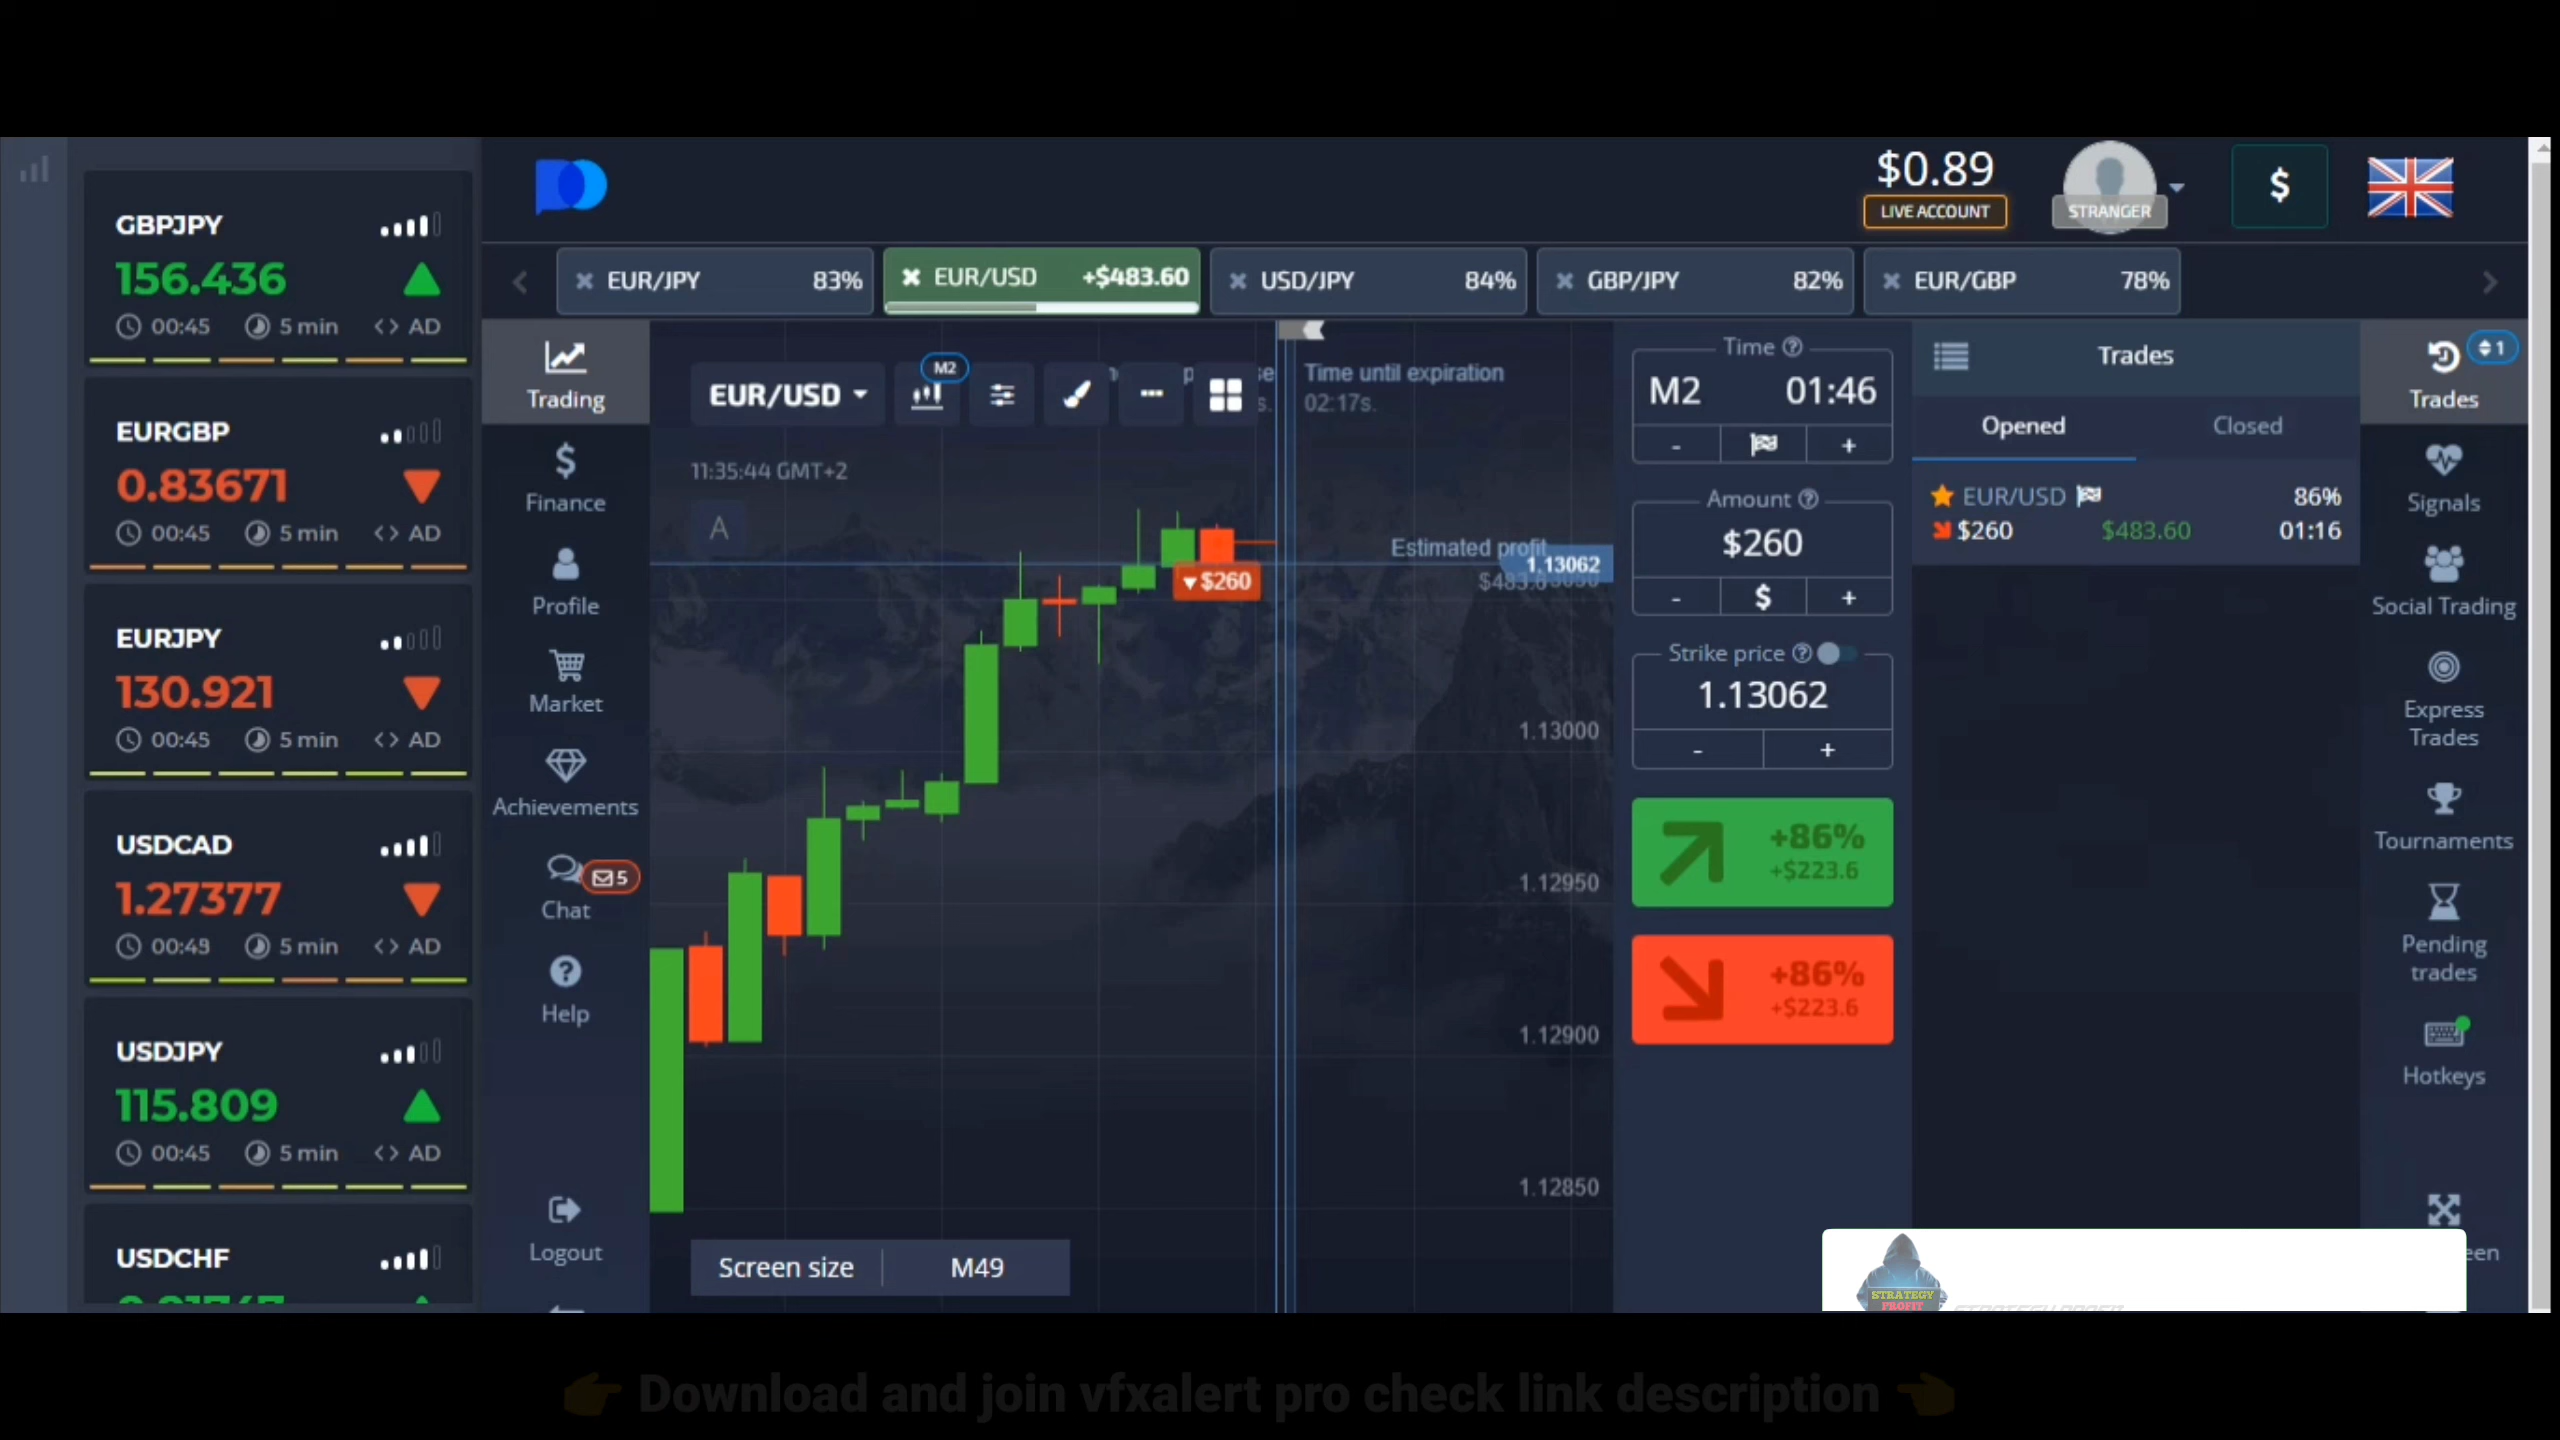 $0.89
LIVE ACCOUNT
STRANGER
$
EUR/JPY 83%
EUR/USD +$483.60
USD/JPY 84%
GBP/JPY 82%
EUR/GBP 78%
GBPJPY
156.436
00:45 5 min <> AD
EURGBP
0.83671
00:45 5 min <> AD
EURJPY
130.921
00:45 5 min <> AD
USDCAD
1.27377
00:45 5 min <> AD
USDJPY
115.809
00:45 5 min <> AD
USDCHF
Trading
Finance
Profile
Market
Achievements
Chat 5
Help
Logout
M2
EUR/USD
Time until expiration
02:17s.
11:35:44 GMT+2
A
Estimated profit
1.13062
$260
1.13000
1.12950
1.12900
1.12850
Screen size M49
Time
M2 01:46
- +
Amount
$260
- $ +
Strike price
1.13062
- +
+86%
+$223.6
+86%
+$223.6
Trades
Opened Closed
EUR/USD 86%
$260 $483.60 01:16
1
Trades
Signals
Social Trading
Express
Trades
Tournaments
Pending
trades
Hotkeys
STRATEGY
PROFIT
Download and join vfxalert pro check link description